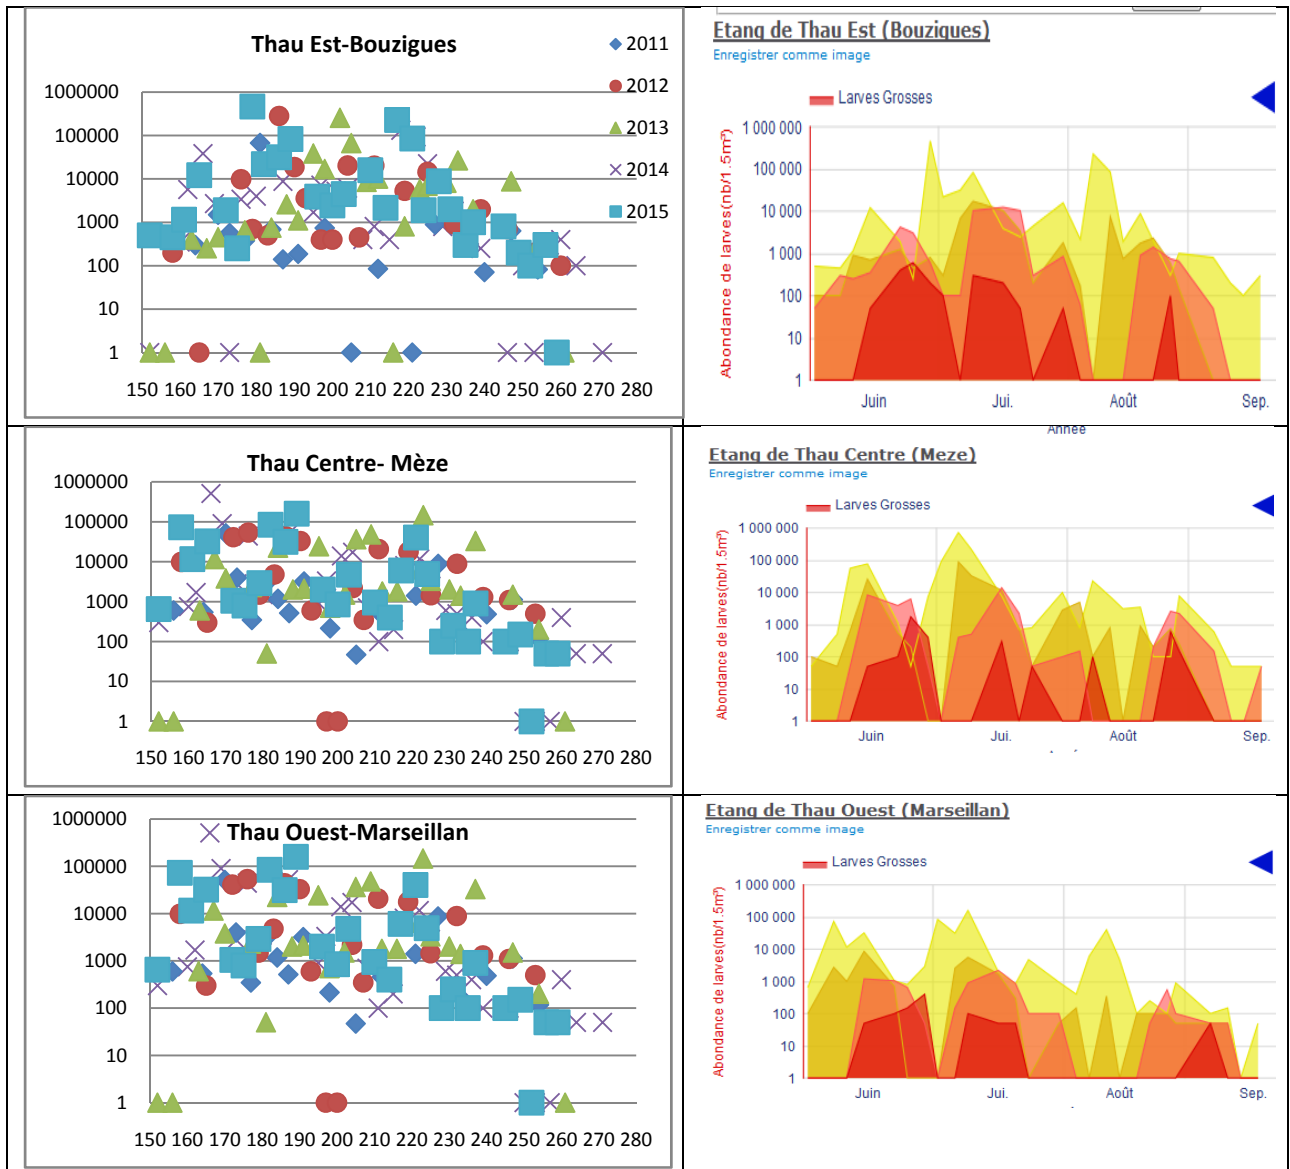 Thau Est-Bouzigues
2011
2012
2013
2014
2015
1000000
100000
10000
1000
100
10
1
150 160 170 180 190 200 210 220 230 240 250 260 270 280
Etang de Thau Est (Bouzigues)
Enregistrer comme image
Larves Grosses
Abondance de larves(nb/1.5m³)
1 000 000
100 000
10 000
1 000
100
10
1
Juin Jui. Août Sep.
Année
Thau Centre- Mèze
1000000
100000
10000
1000
100
10
1
150 160 170 180 190 200 210 220 230 240 250 260 270 280
Etang de Thau Centre (Meze)
Enregistrer comme image
Larves Grosses
Abondance de larves(nb/1.5m³)
1 000 000
100 000
10 000
1 000
100
10
1
Juin Jui. Août Sep.
Thau Ouest-Marseillan
1000000
100000
10000
1000
100
10
1
150 160 170 180 190 200 210 220 230 240 250 260 270 280
Etang de Thau Ouest (Marseillan)
Enregistrer comme image
Larves Grosses
Abondance de larves(nb/1.5m³)
1 000 000
100 000
10 000
1 000
100
10
1
Juin Jui. Août Sep.